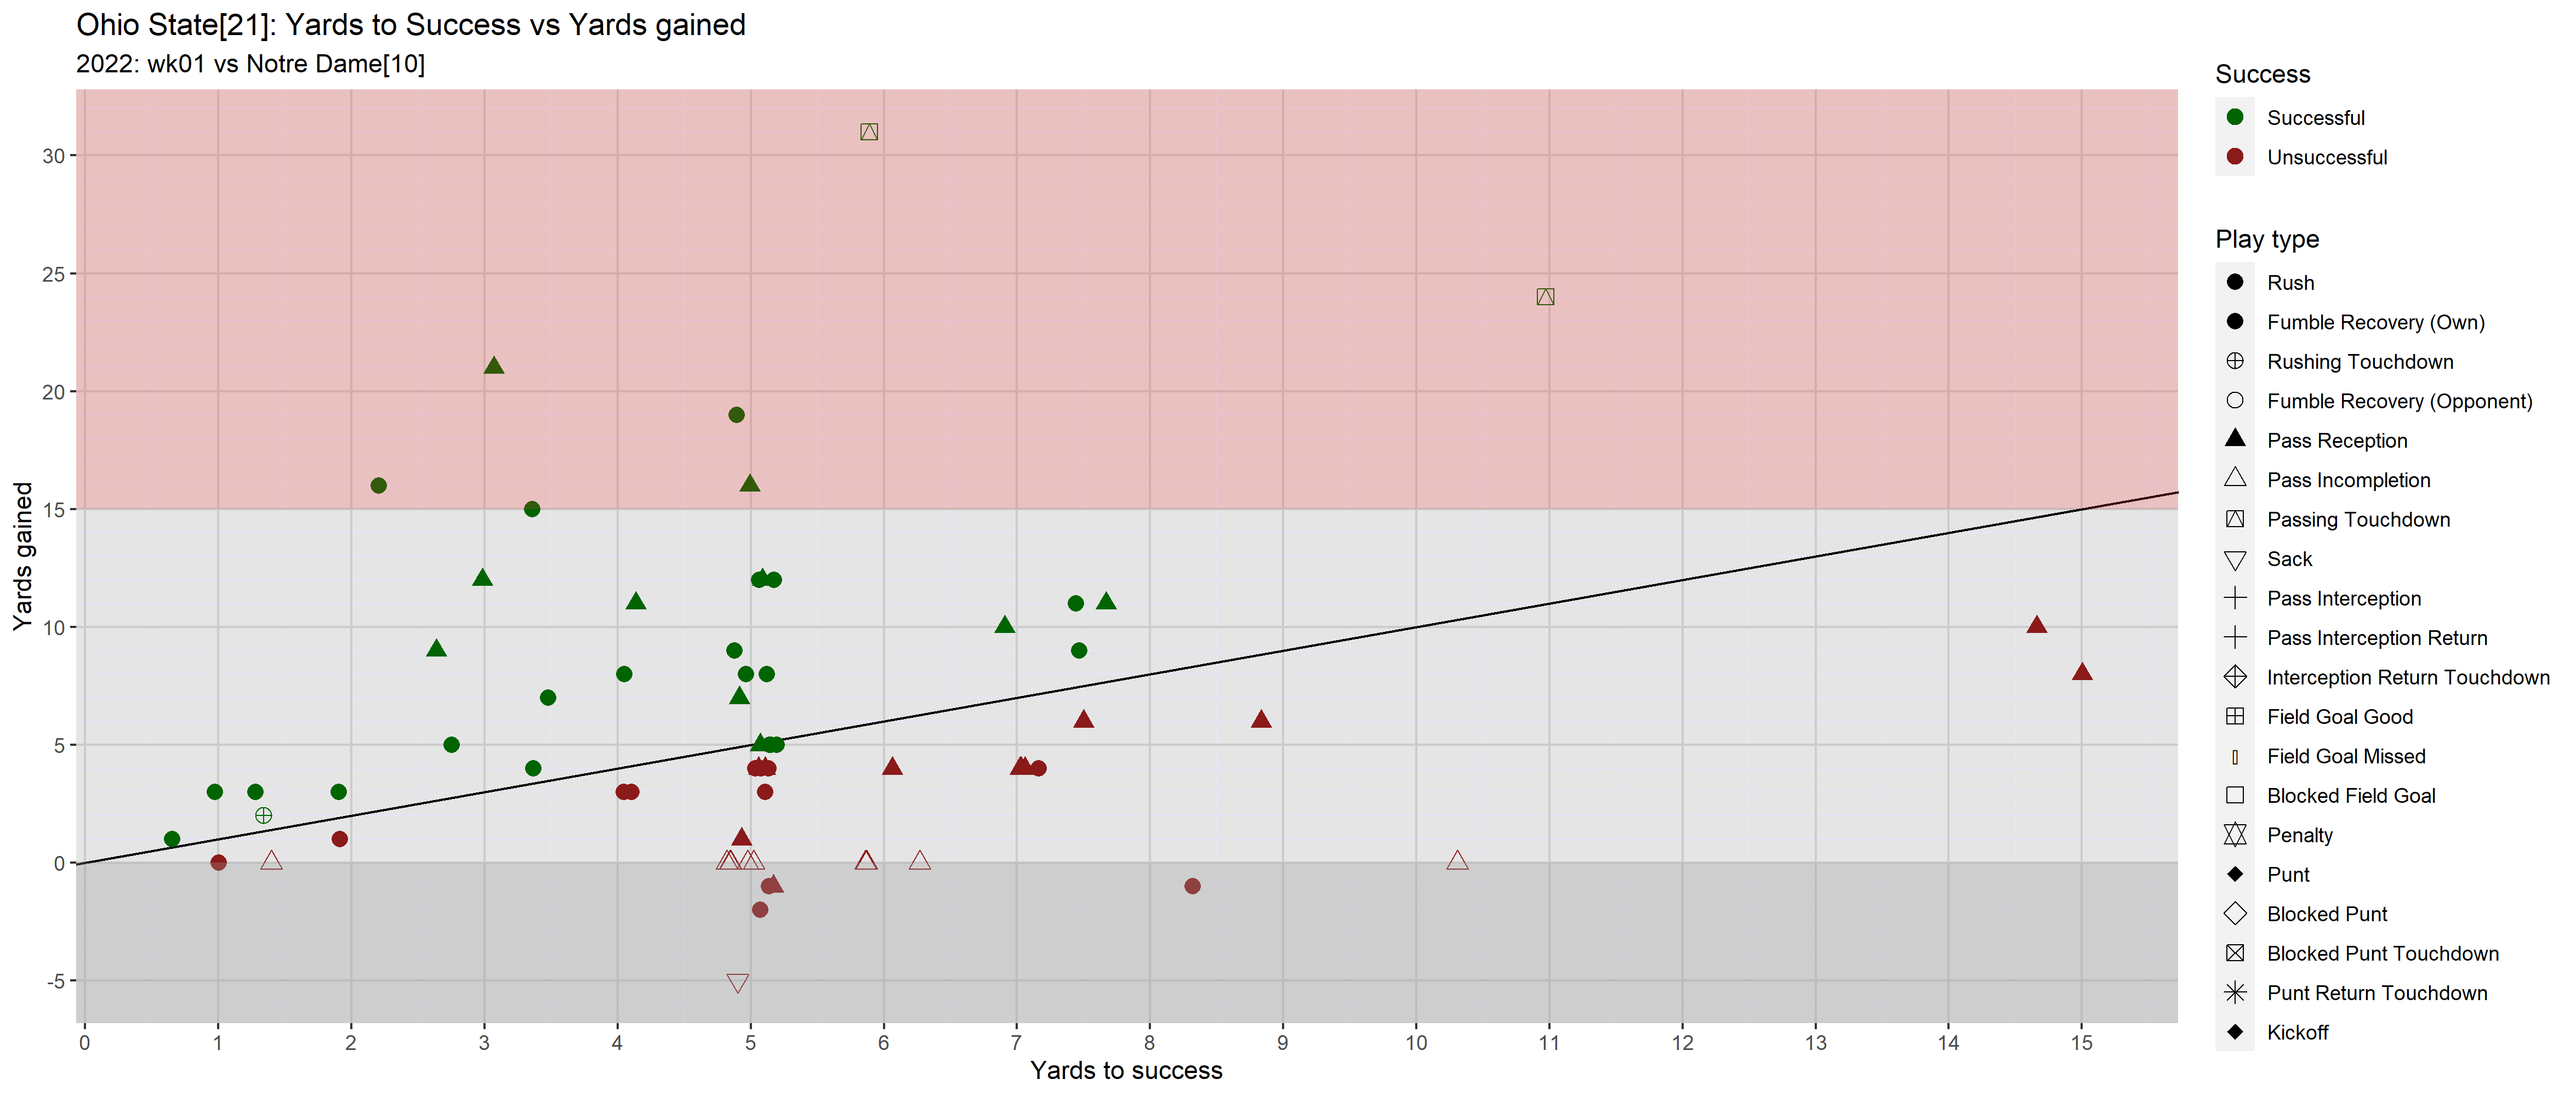 Ohio State[21]: Yards to Success vs Yards gained
2022: wk01 vs Notre Dame[10]
Yards gained
30
25
20
15
10
5
0
-5
0 1 2 3 4 5 6 7 8 9 10 11 12 13 14 15
Yards to success
Success
Successful
Unsuccessful
Play type
Rush
Fumble Recovery (Own)
Rushing Touchdown
Fumble Recovery (Opponent)
Pass Reception
Pass Incompletion
Passing Touchdown
Sack
Pass Interception
Pass Interception Return
Interception Return Touchdown
Field Goal Good
Field Goal Missed
Blocked Field Goal
Penalty
Punt
Blocked Punt
Blocked Punt Touchdown
Punt Return Touchdown
Kickoff